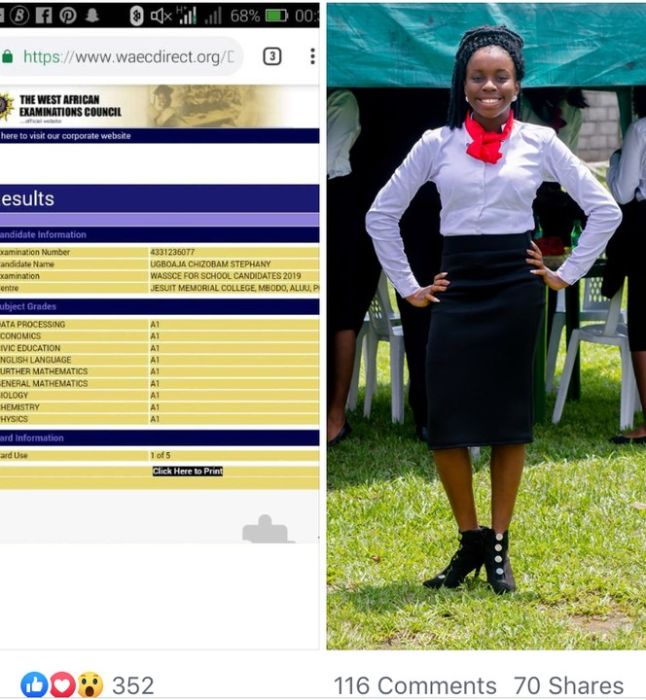 68% 00:
https://www.waecdirect.org/
3
THE WEST AFRICAN
EXAMINATIONS COUNCIL
here to visit our corporate website
esults
andidate Information
xamination Number 4331236077
andidate Name UGBOAJA CHIZOBAM STEPHANY
xamination WASSCE FOR SCHOOL CANDIDATES 2019
entre JESUIT MEMORIAL COLLEGE, MBODO, ALUU, P
ubject Grades
ATA PROCESSING A1
CONOMICS A1
IVIC EDUCATION A1
NGLISH LANGUAGE A1
URTHER MATHEMATICS A1
ENERAL MATHEMATICS A1
IOLOGY A1
HEMISTRY A1
HYSICS A1
ard Information
ard Use 1 of 5
Click Here to Print
352 116 Comments 70 Shares